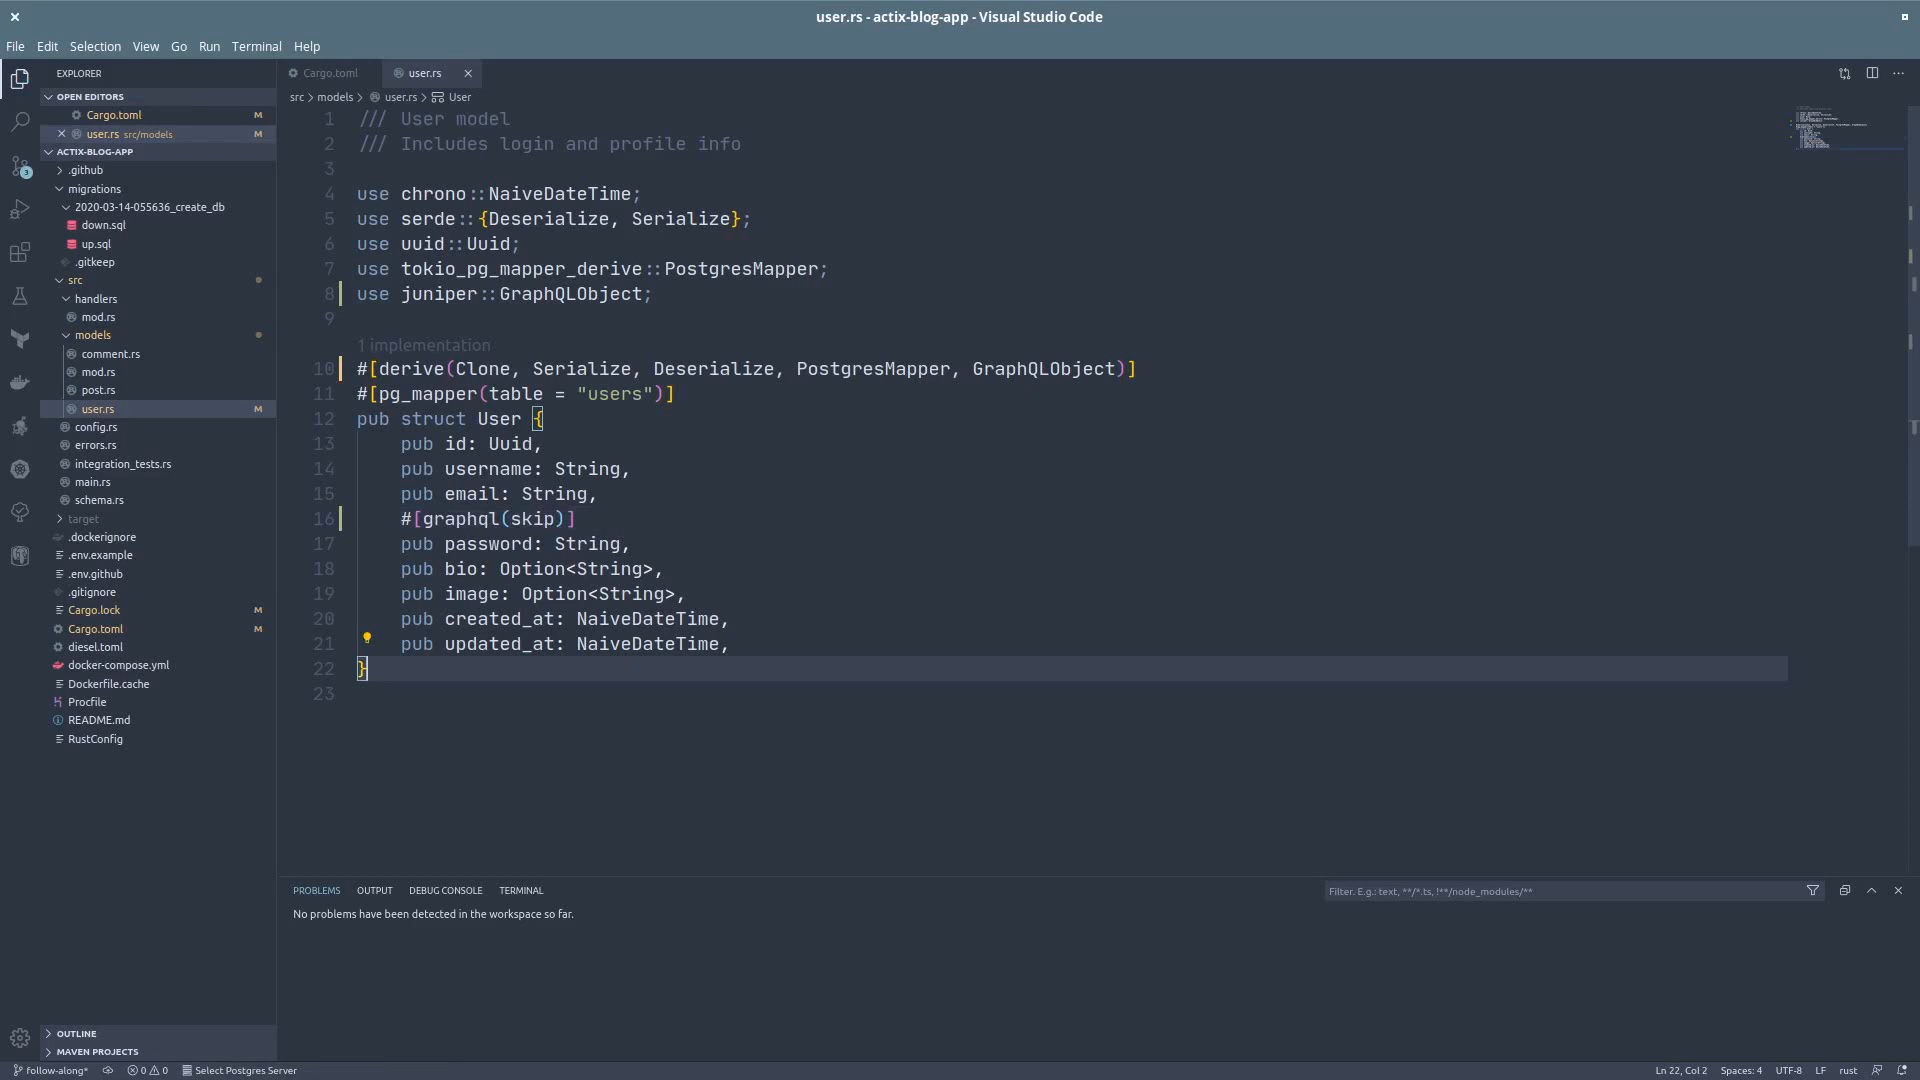 user.rs - actix-blog-app - Visual Studio Code
File Edit Selection View Go Run Terminal Help
EXPLORER
OPEN EDITORS
Cargo.toml M
user.rs src/models M
ACTIX-BLOG-APP
.github
migrations
2020-03-14-055636_create_db
down.sql
up.sql
.gitkeep
src
handlers
mod.rs
models
comment.rs
mod.rs
post.rs
user.rs M
config.rs
errors.rs
integration_tests.rs
main.rs
schema.rs
target
.dockerignore
.env.example
.env.github
.gitignore
Cargo.lock M
Cargo.toml M
diesel.toml
docker-compose.yml
Dockerfile.cache
Procfile
README.md
RustConfig
OUTLINE
MAVEN PROJECTS
3
Cargo.toml user.rs
src > models > user.rs > User
1 /// User model
2 /// Includes login and profile info
3
4 use chrono::NaiveDateTime;
5 use serde::{Deserialize, Serialize};
6 use uuid::Uuid;
7 use tokio_pg_mapper_derive::PostgresMapper;
8 use juniper::GraphQLObject;
9
1 implementation
10 #[derive(Clone, Serialize, Deserialize, PostgresMapper, GraphQLObject)]
11 #[pg_mapper(table = "users")]
12 pub struct User {
13 pub id: Uuid,
14 pub username: String,
15 pub email: String,
16 #[graphql(skip)]
17 pub password: String,
18 pub bio: Option<String>,
19 pub image: Option<String>,
20 pub created_at: NaiveDateTime,
21 pub updated_at: NaiveDateTime,
22 }
23
PROBLEMS OUTPUT DEBUG CONSOLE TERMINAL
Filter. E.g.: text, **/*.ts, !**/node_modules/**
No problems have been detected in the workspace so far.
follow-along* 0 0 Select Postgres Server
Ln 22, Col 2 Spaces: 4 UTF-8 LF rust